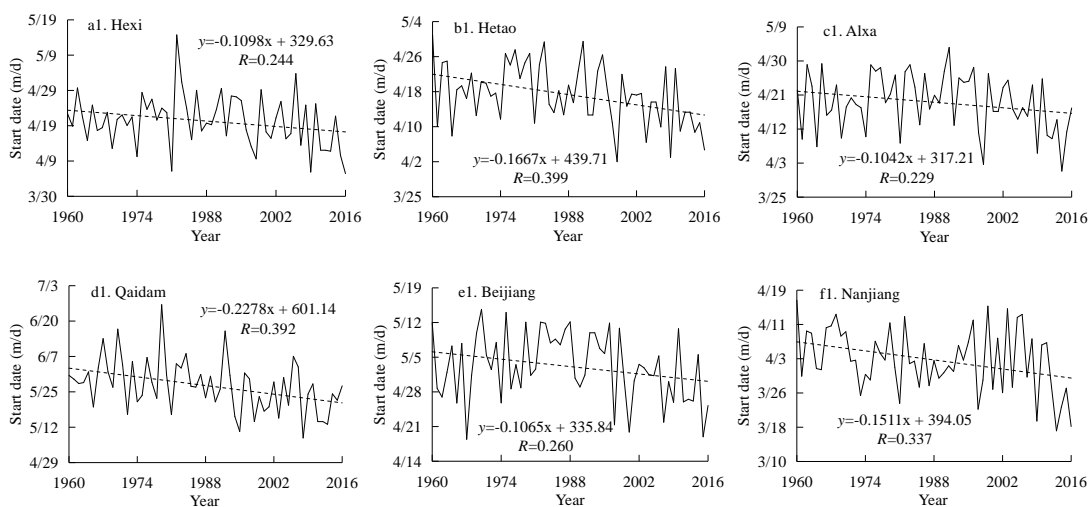 a1. Hexi
y=-0.1098x + 329.63
R=0.244
Start date (m/d)
5/19
5/9
4/29
4/19
4/9
3/30
1960 1974 1988 2002 2016
Year
b1. Hetao
y=-0.1667x + 439.71
R=0.399
Start date (m/d)
5/4
4/26
4/18
4/10
4/2
3/25
1960 1974 1988 2002 2016
Year
c1. Alxa
y=-0.1042x + 317.21
R=0.229
Start date (m/d)
5/9
4/30
4/21
4/12
4/3
3/25
1960 1974 1988 2002 2016
Year
d1. Qaidam
y=-0.2278x + 601.14
R=0.392
Start date (m/d)
7/3
6/20
6/7
5/25
5/12
4/29
1960 1974 1988 2002 2016
Year
e1. Beijiang
y=-0.1065x + 335.84
R=0.260
Start date (m/d)
5/19
5/12
5/5
4/28
4/21
4/14
1960 1974 1988 2002 2016
Year
f1. Nanjiang
y=-0.1511x + 394.05
R=0.337
Start date (m/d)
4/19
4/11
4/3
3/26
3/18
3/10
1960 1974 1988 2002 2016
Year